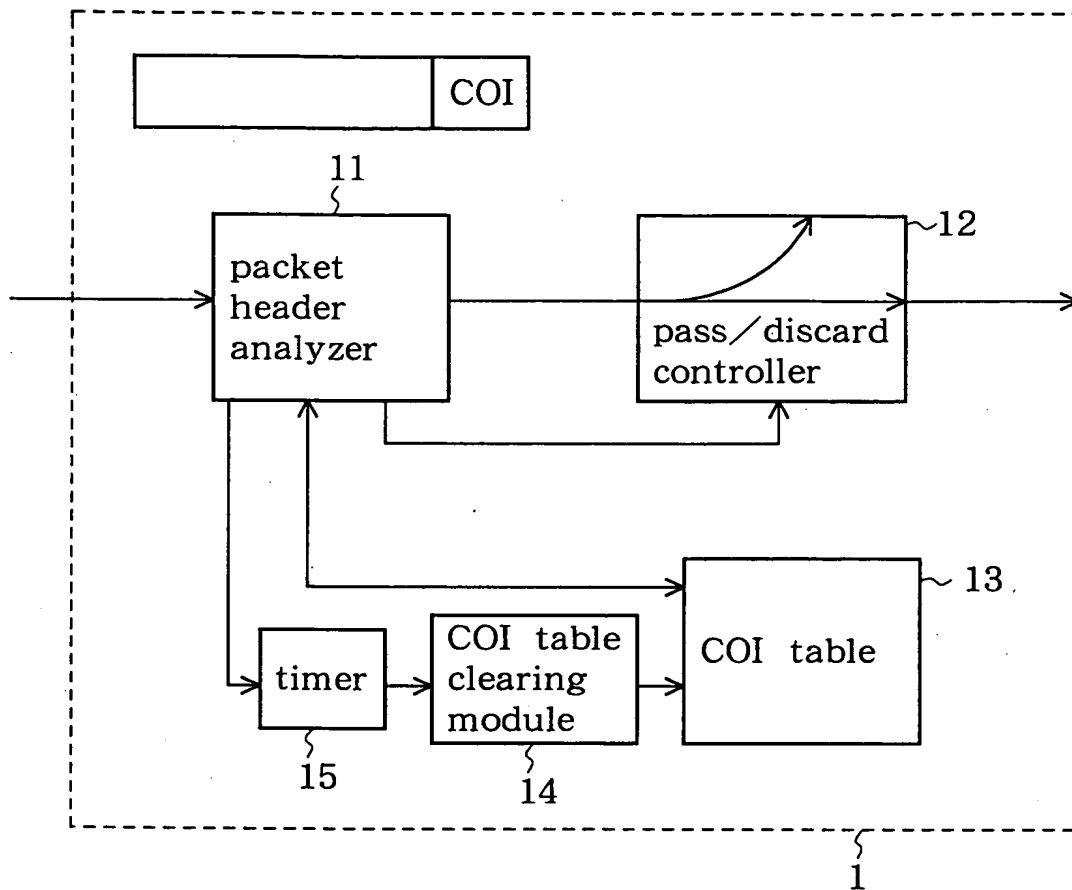 COI
11
packet
header
analyzer
12
pass/discard
controller
13
COI table
timer
COI table
clearing
module
15
14
1